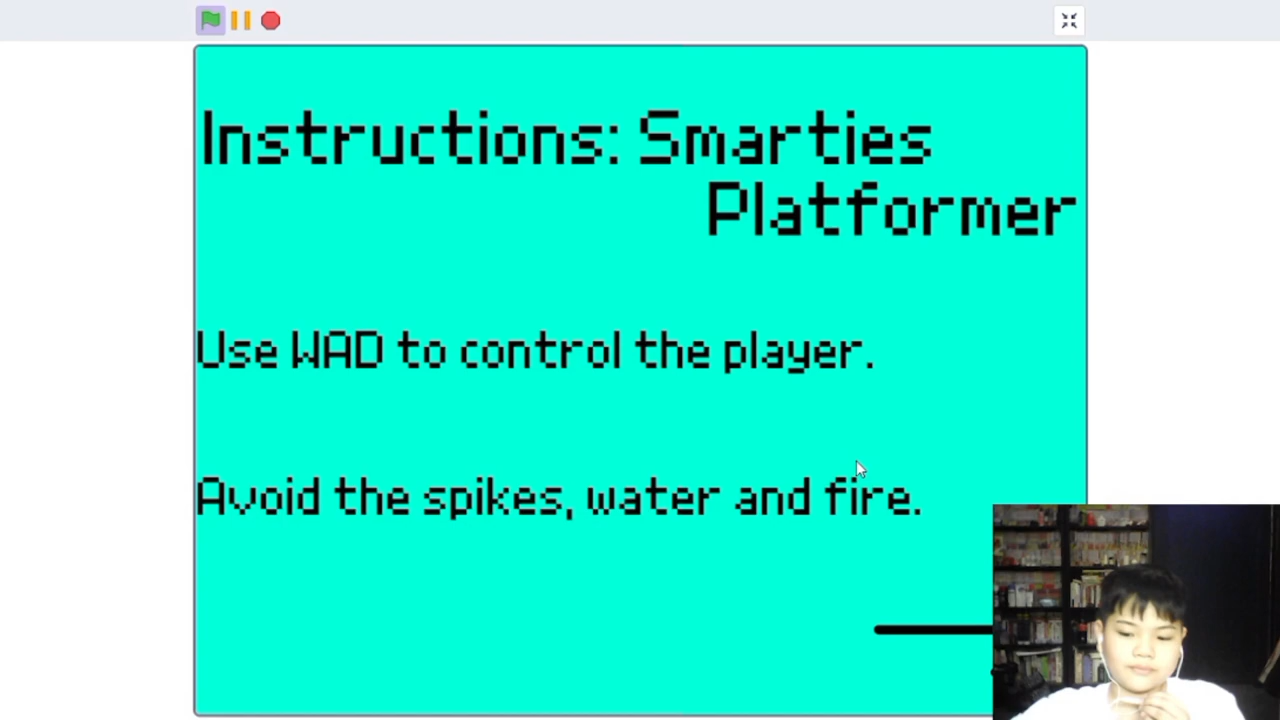 Instructions: Smarties
Platformer
Use WAD to control the player.
Avoid the spikes, water and fire.